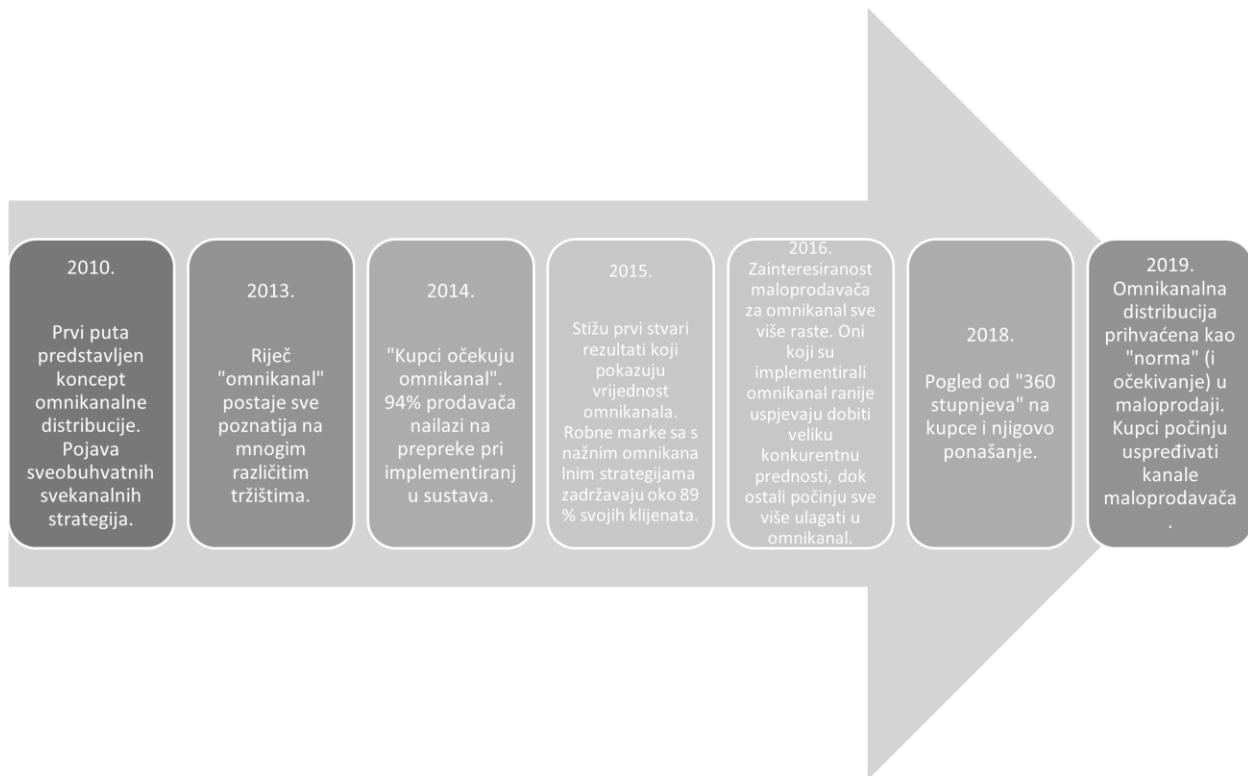 2010.
Prvi puta
predstavljen
koncept
omnikanalne
distribucije.
Pojava
sveobuhvatnih
svekanalnih
strategija.
2013.
Riječ
"omnikanal"
postaje sve
poznatija na
mnogim
različitim
tržištima.
2014.
"Kupci očekuju
omnikanal".
94% prodavača
nailazi na
prepreke pri
implementiranj
u sustava.
2015.
Stižu prvi stvari
rezultati koji
pokazuju
vrijednost
omnikanala.
Robne marke sa s
nažnim omnikana
lnim strategijama
zadržavaju oko 89
% svojih klijenata.
2016.
Zainteresiranost
maloprodavača
za omnikanal sve
više raste. Oni
koji su
implementirali
omnikanal ranije
uspjevaju dobiti
veliku
konkurentnu
prednosti, dok
ostali počinju sve
više ulagati u
omnikanal.
2018.
Pogled od "360
stupnjeva" na
kupce i njigovo
ponašanje.
2019.
Omnikanalna
distribucija
prihvaćena kao
"norma" (i
očekivanje) u
maloprodaji.
Kupci počinju
uspređivati
kanale
maloprodavača
.